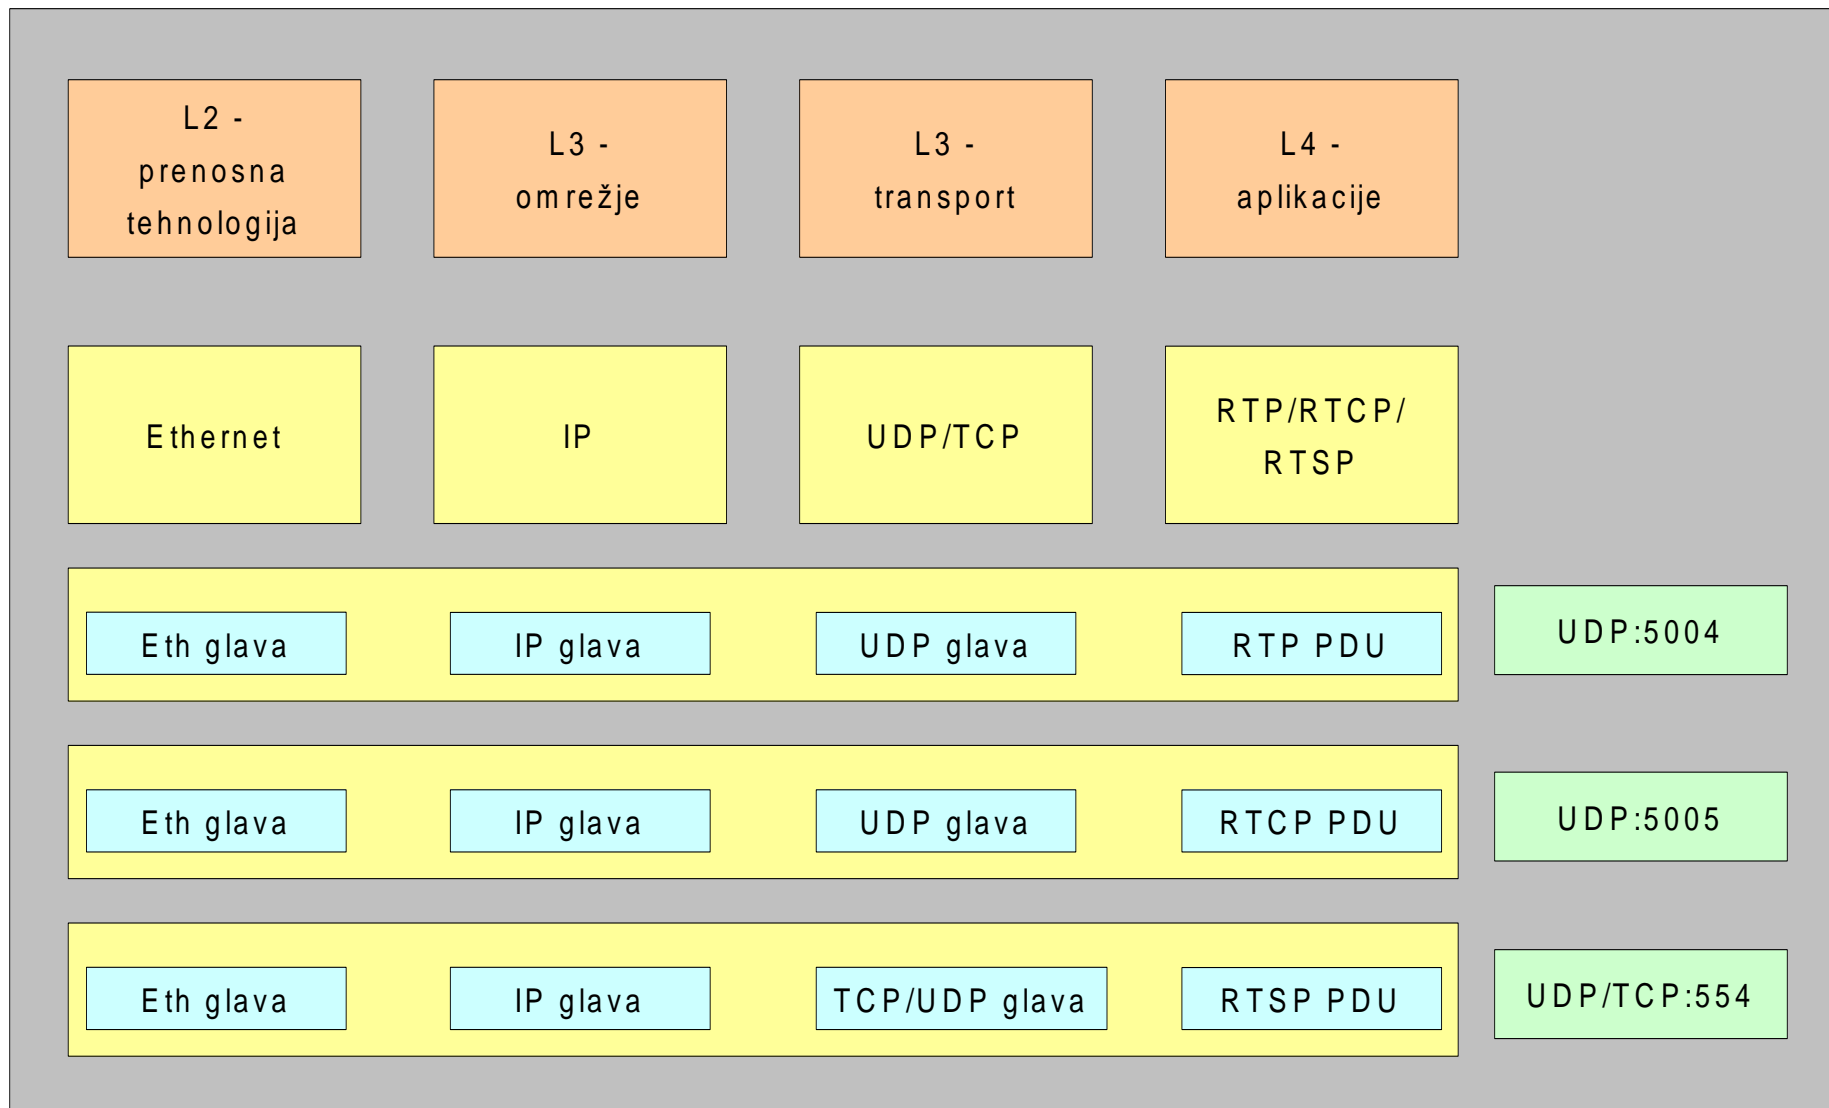 L2 -
prenosna
tehnologija
L3 -
omrežje
L3 -
transport
L4 -
aplikacije
Ethernet
IP
UDP/TCP
RTP/RTCP/
RTSP
Eth glava
IP glava
UDP glava
RTP PDU
UDP:5004
Eth glava
IP glava
UDP glava
RTCP PDU
UDP:5005
Eth glava
IP glava
TCP/UDP glava
RTSP PDU
UDP/TCP:554